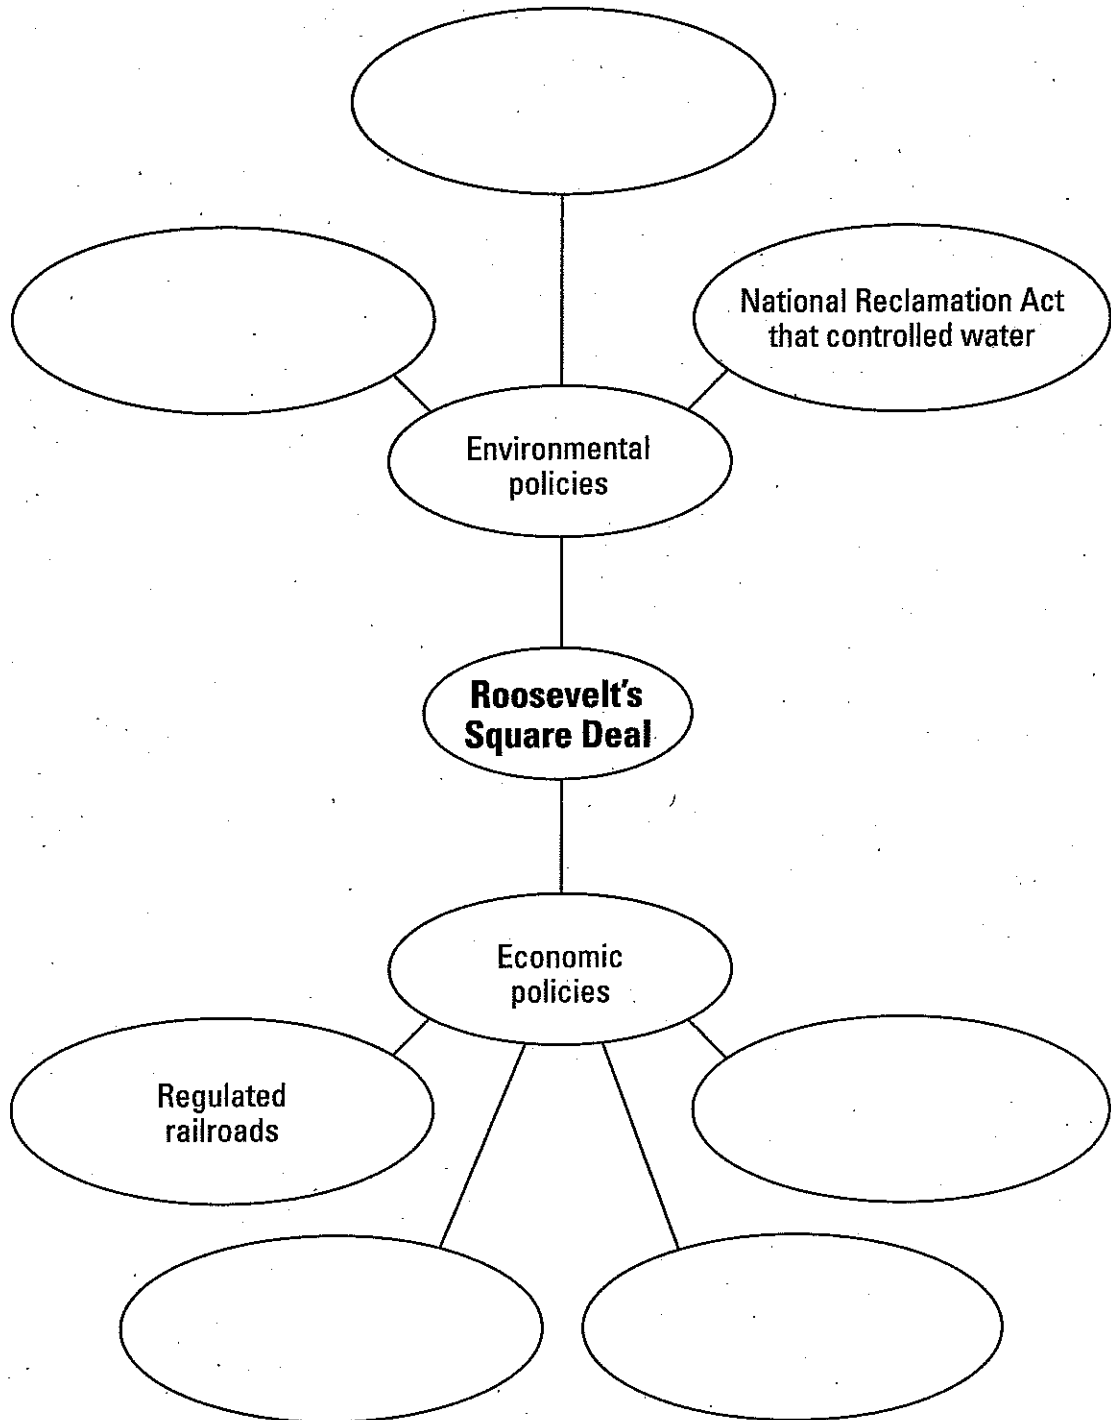 National Reclamation Act
that controlled water
Environmental
policies
Roosevelt's
Square Deal
Economic
policies
Regulated
railroads